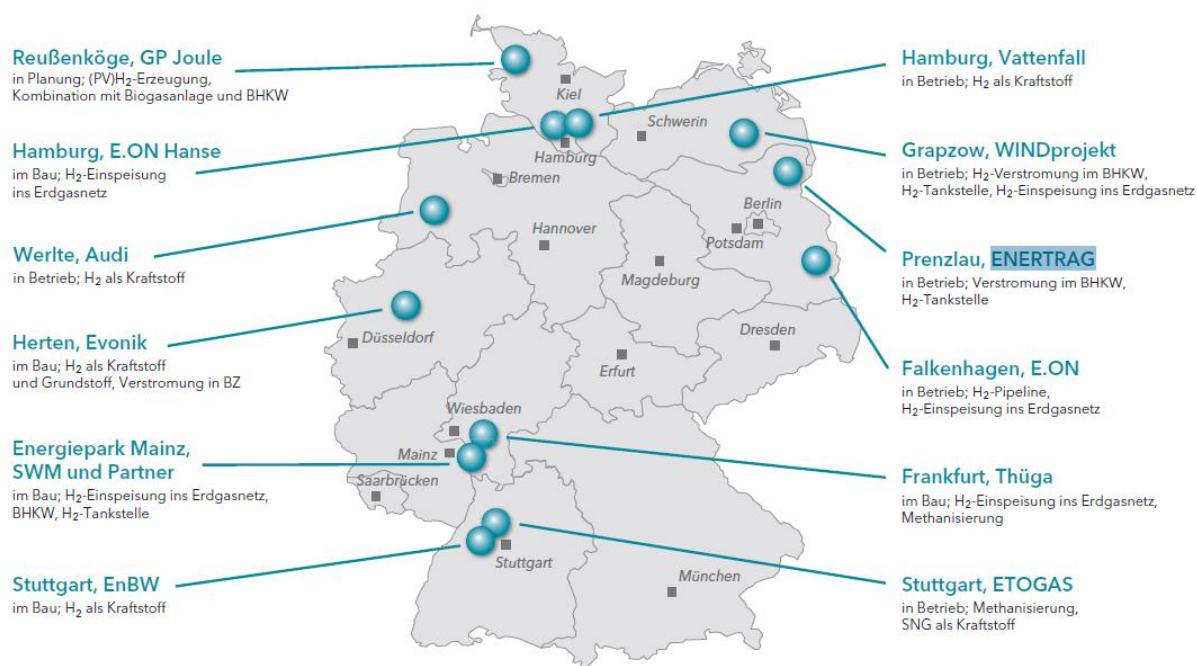 Reußenköge, GP Joule
in Planung; (PV)H₂-Erzeugung,
Kombination mit Biogasanlage und BHKW
Hamburg, E.ON Hanse
im Bau; H₂-Einspeisung
ins Erdgasnetz
Werlte, Audi
in Betrieb; H₂ als Kraftstoff
Herten, Evonik
im Bau; H₂ als Kraftstoff
und Grundstoff, Verstromung in BZ
Energiepark Mainz,
SWM und Partner
im Bau; H₂-Einspeisung ins Erdgasnetz,
BHKW, H₂-Tankstelle
Stuttgart, EnBW
im Bau; H₂ als Kraftstoff
Kiel
Schwerin
Hamburg
Bremen
Berlin
Hannover
Potsdam
Magdeburg
Düsseldorf
Dresden
Erfurt
Wiesbaden
Mainz
Saarbrücken
Stuttgart
München
Hamburg, Vattenfall
in Betrieb; H₂ als Kraftstoff
Grapzow, WINDprojekt
in Betrieb; H₂-Verstromung im BHKW,
H₂-Tankstelle, H₂-Einspeisung ins Erdgasnetz
Prenzlau, ENERTRAG
in Betrieb; Verstromung im BHKW,
H₂-Tankstelle
Falkenhagen, E.ON
in Betrieb; H₂-Pipeline,
H₂-Einspeisung ins Erdgasnetz
Frankfurt, Thüga
im Bau; H₂-Einspeisung ins Erdgasnetz,
Methanisierung
Stuttgart, ETOGAS
in Betrieb; Methanisierung,
SNG als Kraftstoff